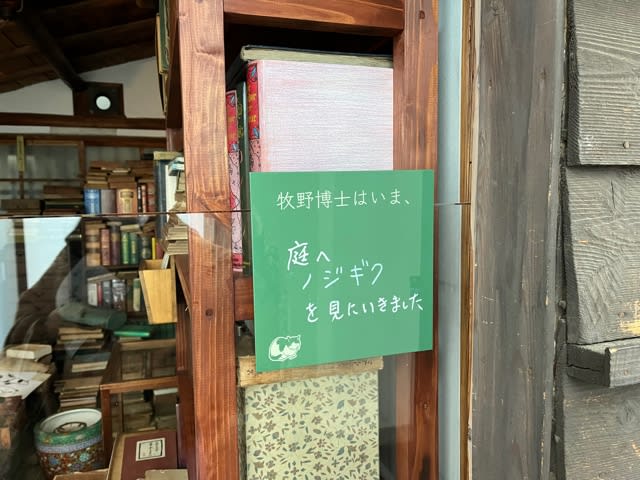 牧野博士はいま、
庭へ
ノジギク
を見にいきました